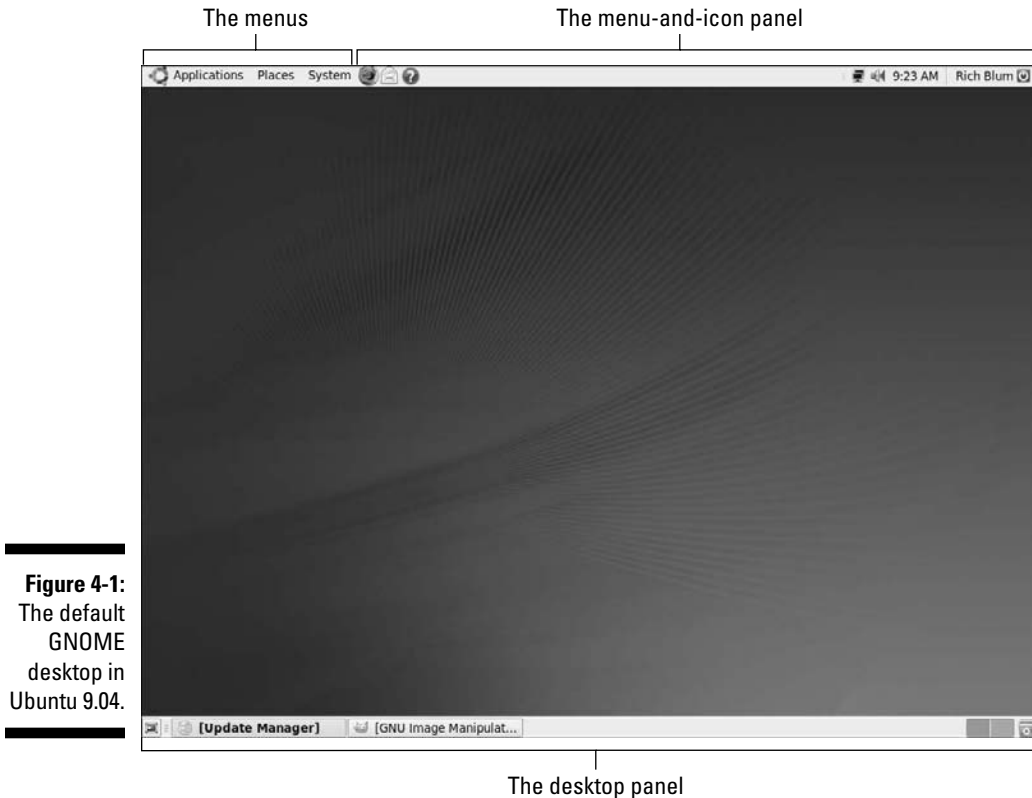 The menus
The menu-and-icon panel
Applications Places System 9:23 AM Rich Blum
Figure 4-1:
The default
GNOME
desktop in
Ubuntu 9.04.
[Update Manager] [GNU Image Manipulat...
The desktop panel